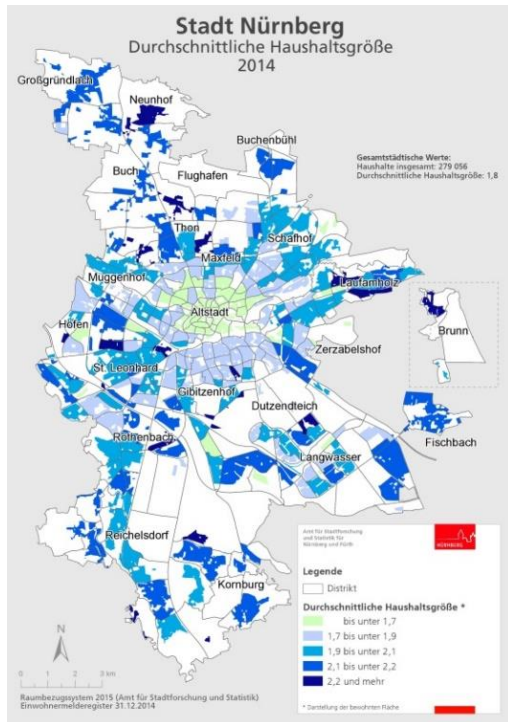 Stadt Nürnberg
Durchschnittliche Haushaltsgröße
2014
Großgründlach
Neunhof
Buchenbühl
Gesamtstädtische Werte:
Haushalte insgesamt: 279 056
Durchschnittliche Haushaltsgröße: 1,8
Buch
Flughafen
Thon
Schafhof
Maxfeld
Muggenhof
Laufamholz
Altstadt
Höfen
Brunn
Zerzabelshof
St. Leonhard
Gibitzenhof
Dutzendteich
Fischbach
Röthenbach
Langwasser
Reichelsdorf
Kornburg
Amt für Stadtforschung
und Statistik für
Nürnberg und Fürth
NÜRNBERG
Legende
Distrikt
Durchschnittliche Haushaltsgröße *
bis unter 1,7
1,7 bis unter 1,9
1,9 bis unter 2,1
2,1 bis unter 2,2
2,2 und mehr
* Darstellung der bewohnten Fläche
N
0 1 2 3 km
Raumbezugssystem 2015 (Amt für Stadtforschung und Statistik)
Einwohnermelderegister 31.12.2014